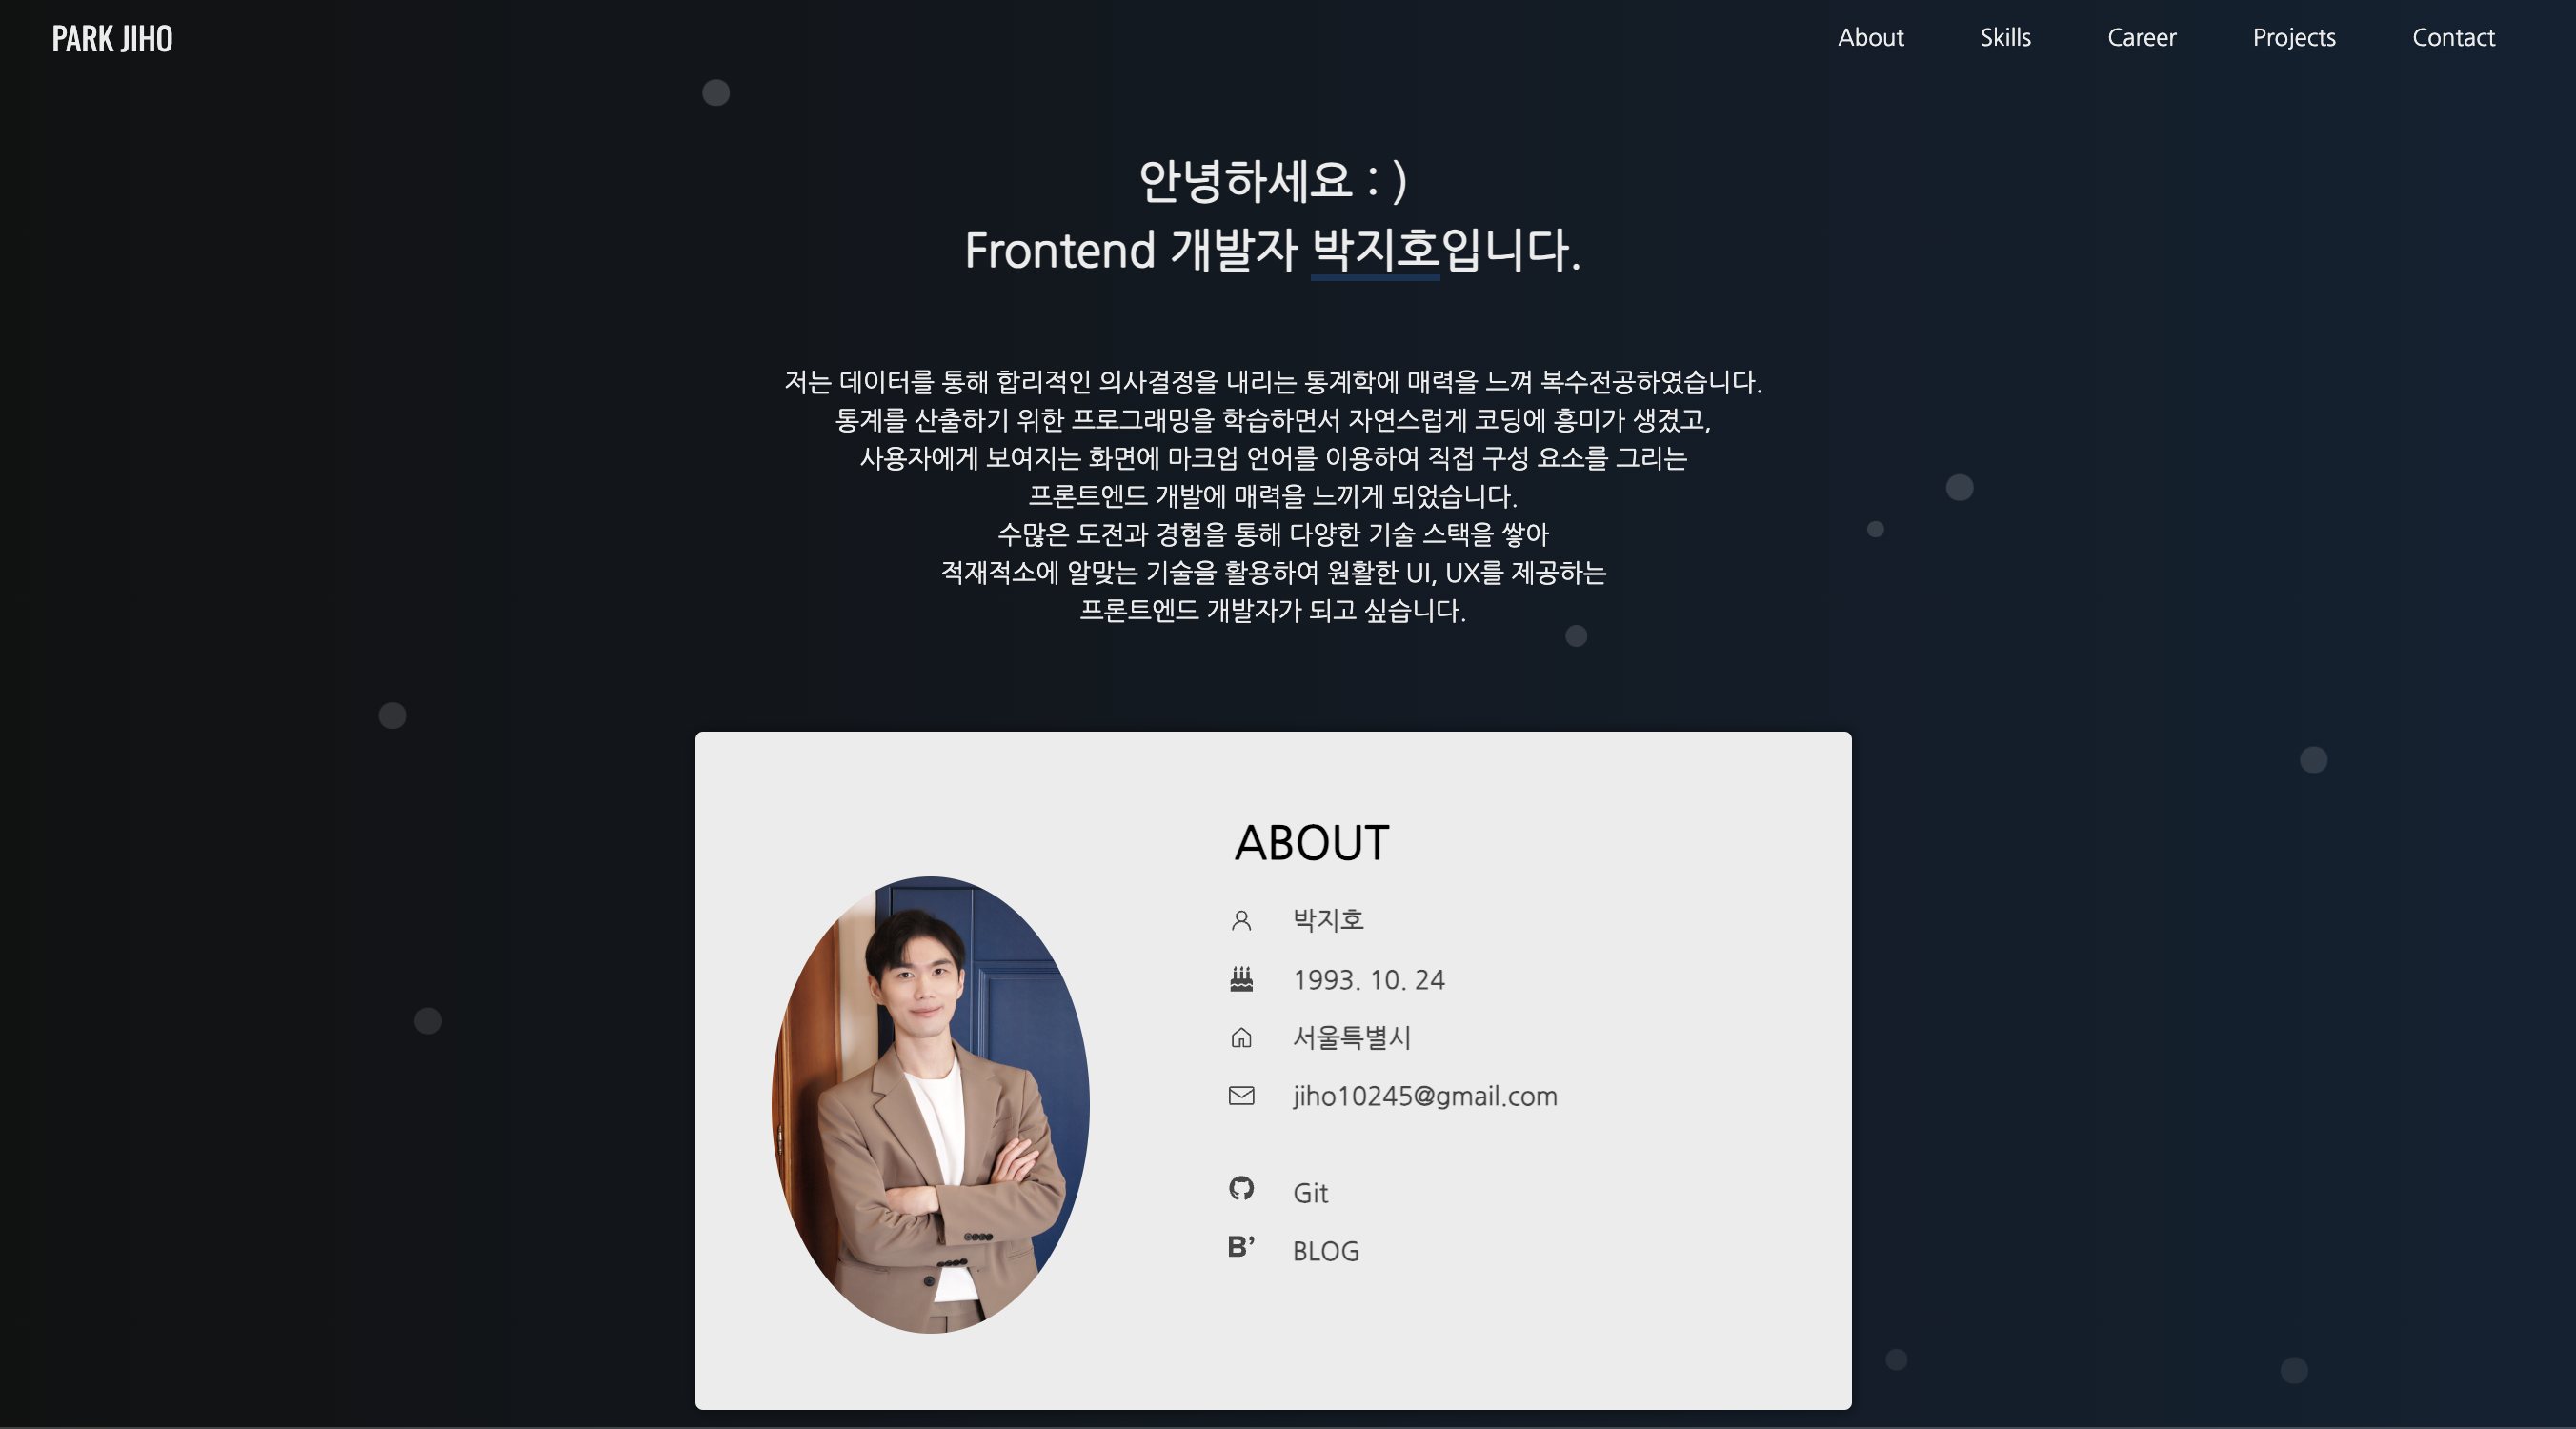 PARK JIHO
About Skills Career Projects Contact
안녕하세요 : )
Frontend 개발자 박지호입니다.
저는 데이터를 통해 합리적인 의사결정을 내리는 통계학에 매력을 느껴 복수전공하였습니다.
통계를 산출하기 위한 프로그래밍을 학습하면서 자연스럽게 코딩에 흥미가 생겼고,
사용자에게 보여지는 화면에 마크업 언어를 이용하여 직접 구성 요소를 그리는
프론트엔드 개발에 매력을 느끼게 되었습니다.
수많은 도전과 경험을 통해 다양한 기술 스택을 쌓아
적재적소에 알맞는 기술을 활용하여 원활한 UI, UX를 제공하는
프론트엔드 개발자가 되고 싶습니다.
ABOUT
박지호
1993. 10. 24
서울특별시
jiho10245@gmail.com
Git
B’ BLOG